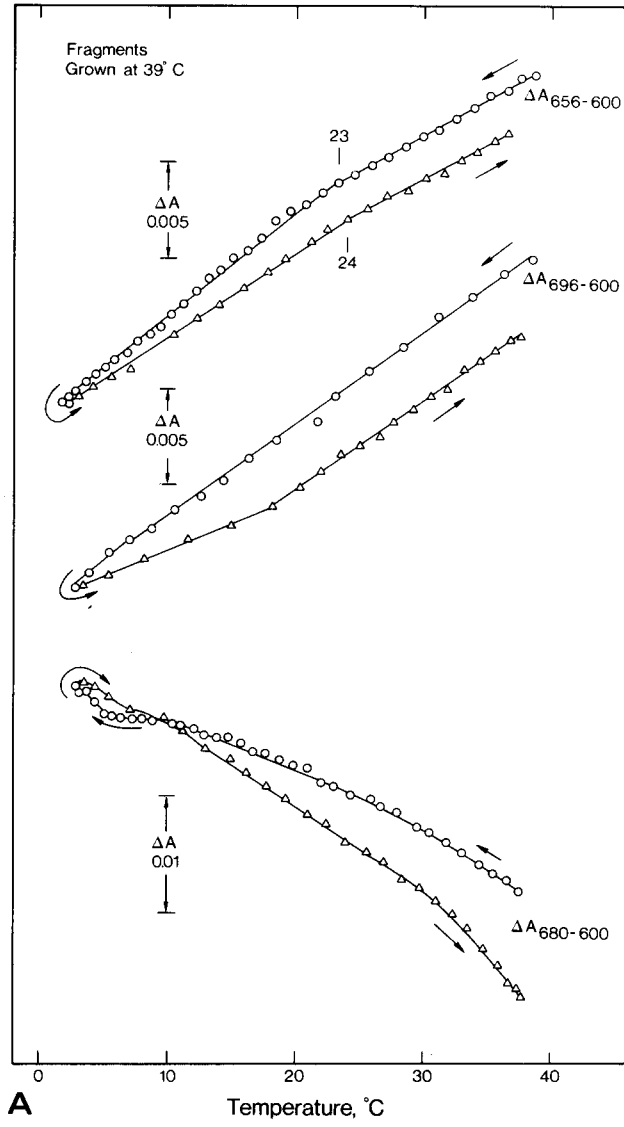 Fragments
Grown at 39°C
ΔA656-600
23
ΔA
0.005
24
ΔA696-600
ΔA
0.005
ΔA
0.01
ΔA680-600
0 10 20 30 40
A
Temperature, °C